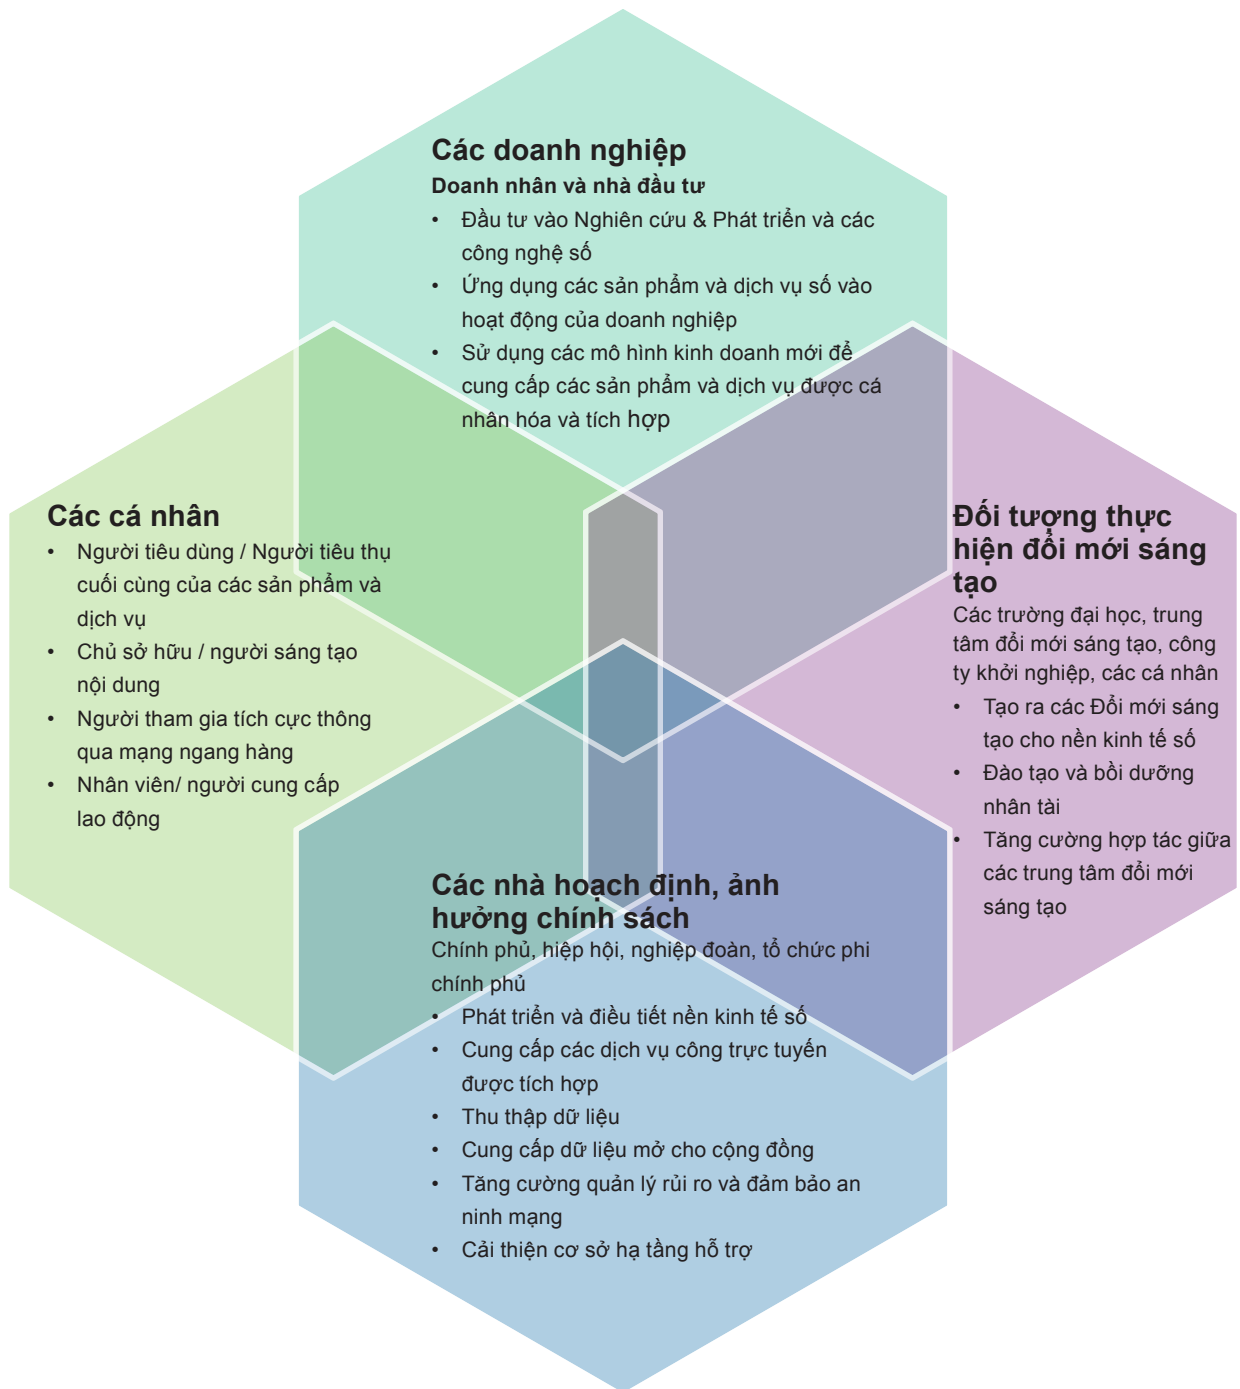 Các doanh nghiệp
Doanh nhân và nhà đầu tư
• Đầu tư vào Nghiên cứu & Phát triển và các
công nghệ số
• Ứng dụng các sản phẩm và dịch vụ số vào
hoạt động của doanh nghiệp
• Sử dụng các mô hình kinh doanh mới để
cung cấp các sản phẩm và dịch vụ được cá
nhân hóa và tích hợp
Các cá nhân
• Người tiêu dùng / Người tiêu thụ
cuối cùng của các sản phẩm và
dịch vụ
• Chủ sở hữu / người sáng tạo
nội dung
• Người tham gia tích cực thông
qua mạng ngang hàng
• Nhân viên/ người cung cấp
lao động
Đối tượng thực
hiện đổi mới sáng
tạo
Các trường đại học, trung
tâm đổi mới sáng tạo, công
ty khởi nghiệp, các cá nhân
• Tạo ra các Đổi mới sáng
tạo cho nền kinh tế số
• Đào tạo và bồi dưỡng
nhân tài
• Tăng cường hợp tác giữa
các trung tâm đổi mới
sáng tạo
Các nhà hoạch định, ảnh
hưởng chính sách
Chính phủ, hiệp hội, nghiệp đoàn, tổ chức phi
chính phủ
• Phát triển và điều tiết nền kinh tế số
• Cung cấp các dịch vụ công trực tuyến
được tích hợp
• Thu thập dữ liệu
• Cung cấp dữ liệu mở cho cộng đồng
• Tăng cường quản lý rủi ro và đảm bảo an
ninh mạng
• Cải thiện cơ sở hạ tầng hỗ trợ